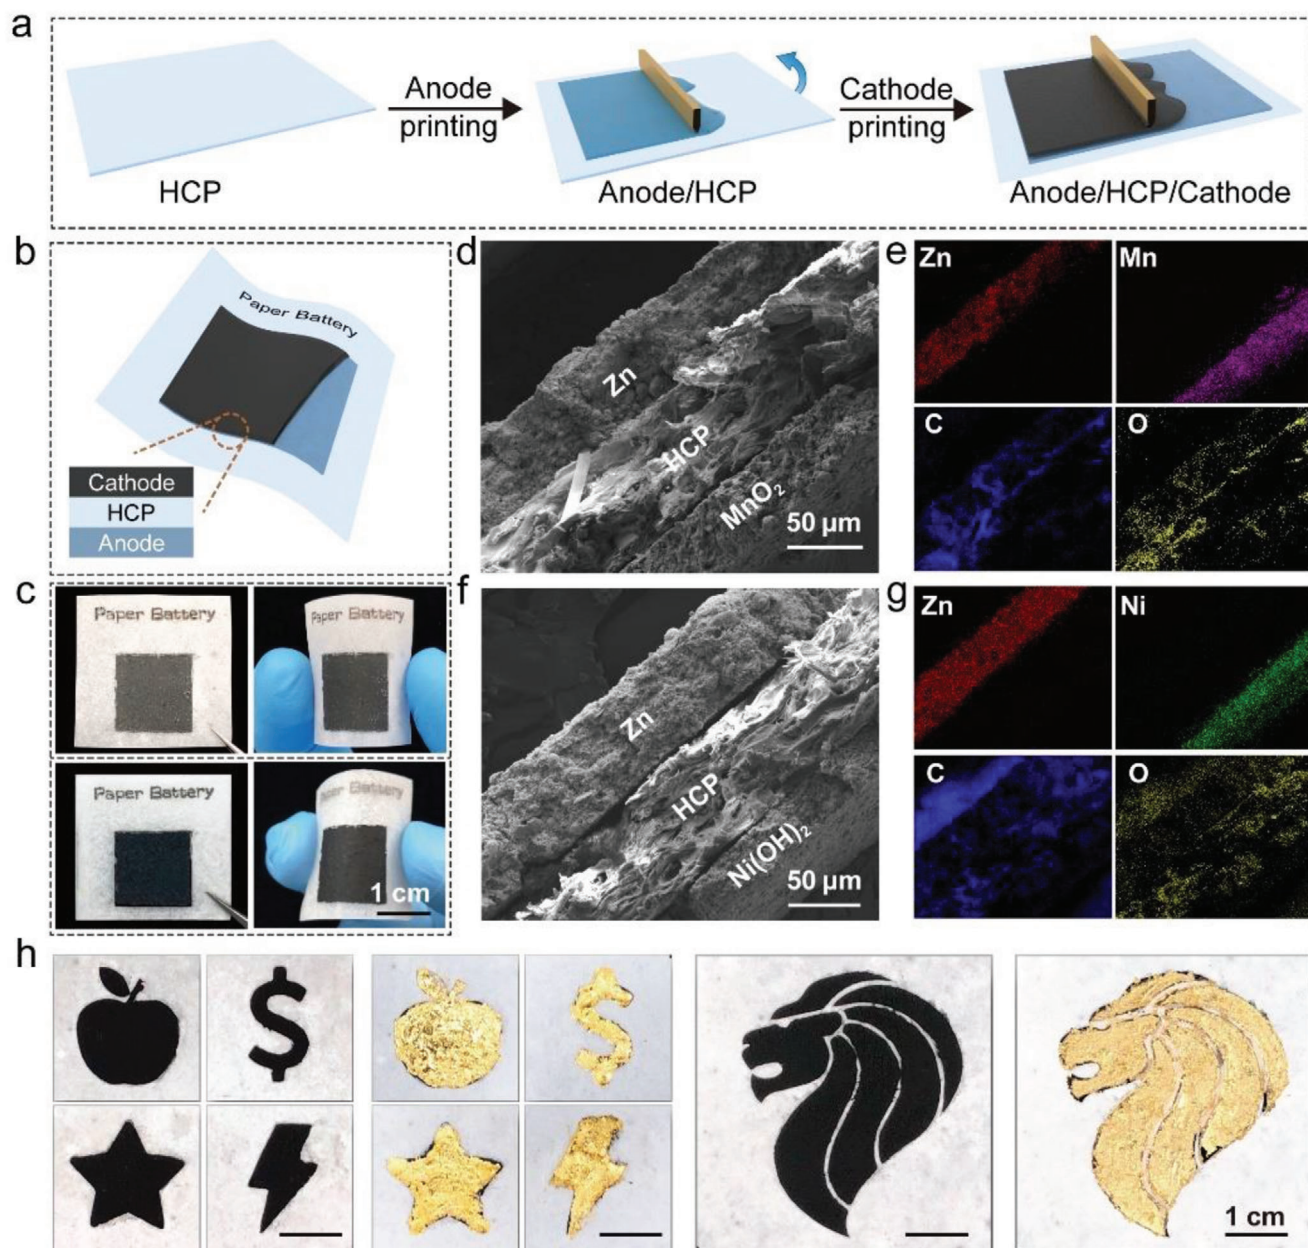 a
Anode
printing
Cathode
printing
HCP
Anode/HCP
Anode/HCP/Cathode
b
Paper Battery
Cathode
HCP
Anode
c
Paper Battery
Paper Battery
Paper Battery
Paper Battery
1 cm
d
Zn
HCP
MnO₂
50 μm
e
Zn
Mn
C
O
f
Zn
HCP
Ni(OH)₂
50 μm
g
Zn
Ni
C
O
h
1 cm